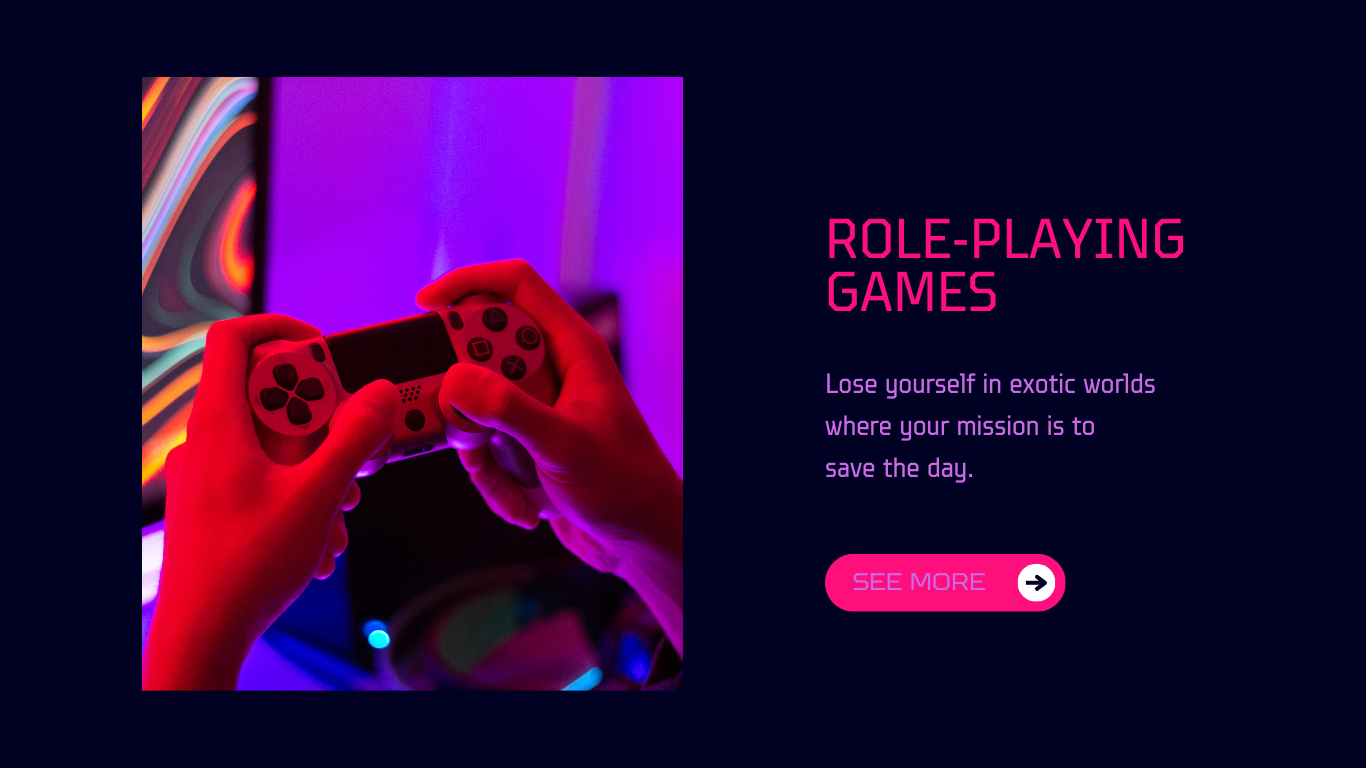 ROLE-PLAYING
GAMES
Lose yourself in exotic worlds
where your mission is to
save the day.
SEE MORE